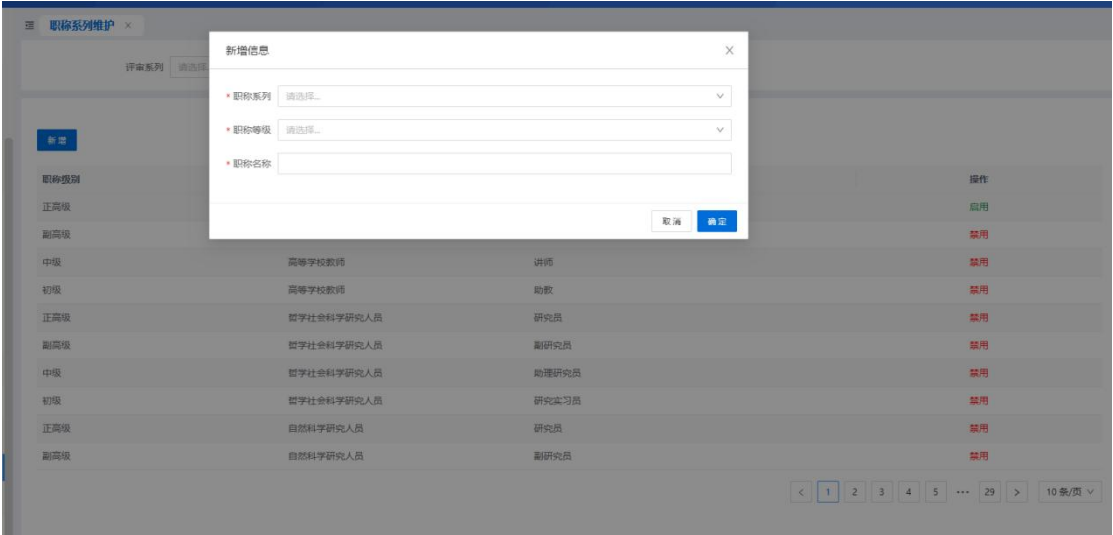 职称系列维护 ×
新增信息
评审系列 请选择...
* 职称系列 请选择...
* 职称等级 请选择...
新增
* 职称名称
职称级别 操作
正高级 启用
取消 确定
副高级 禁用
中级 高等学校教师 讲师 禁用
初级 高等学校教师 助教 禁用
正高级 哲学社会科学研究人员 研究员 禁用
副高级 哲学社会科学研究人员 副研究员 禁用
中级 哲学社会科学研究人员 助理研究员 禁用
初级 哲学社会科学研究人员 研究实习员 禁用
正高级 自然科学研究人员 研究员 禁用
副高级 自然科学研究人员 副研究员 禁用
< 1 2 3 4 5 ••• 29 > 10 条/页